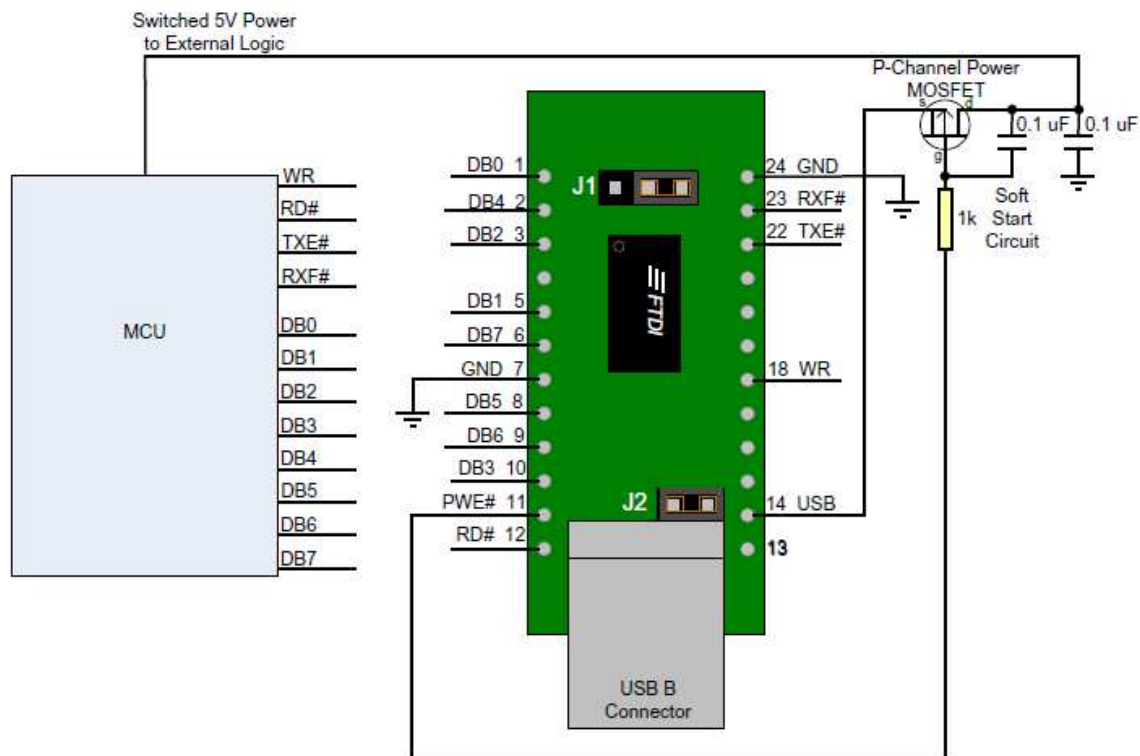 Switched 5V Power
to External Logic
P-Channel Power
MOSFET
s
d
g
0.1 uF
0.1 uF
1k
Soft
Start
Circuit
MCU
WR
RD#
TXE#
RXF#
DB0
DB1
DB2
DB3
DB4
DB5
DB6
DB7
DB0 1
DB4 2
DB2 3
DB1 5
DB7 6
GND 7
DB5 8
DB6 9
DB3 10
PWE# 11
RD# 12
J1
FTDI
J2
24 GND
23 RXF#
22 TXE#
18 WR
14 USB
13
USB B
Connector